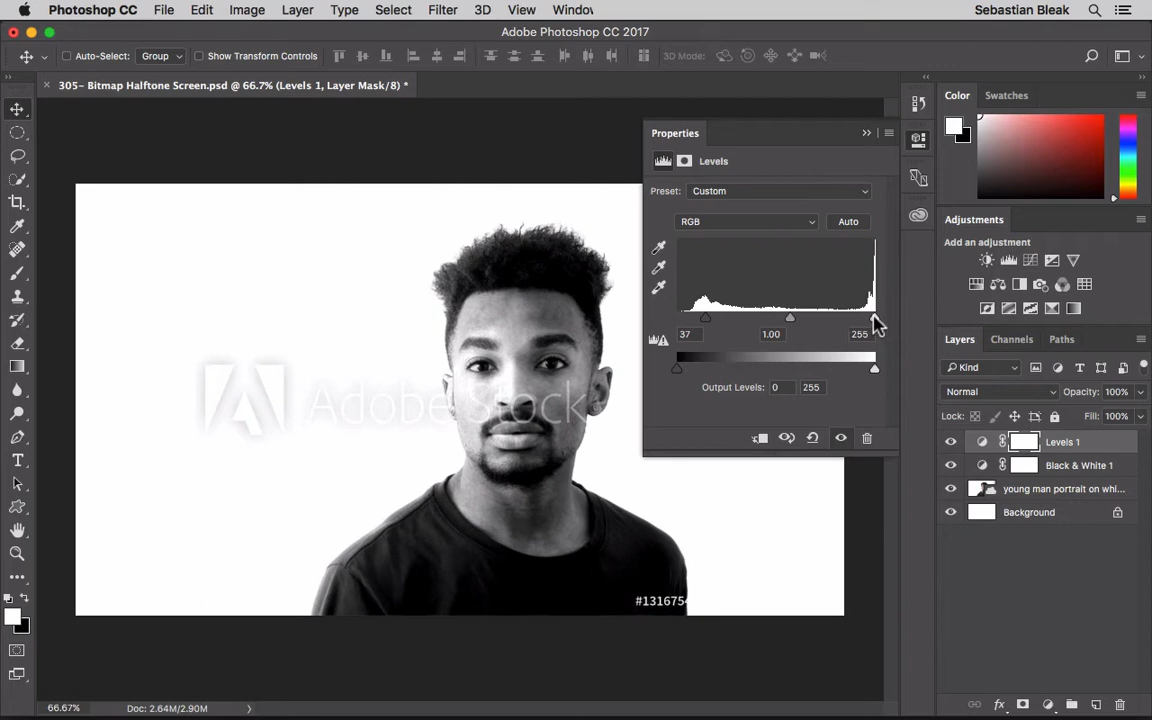 Photoshop CC File Edit Image Layer Type Select Filter 3D View Window Sebastian Bleak
Adobe Photoshop CC 2017
Auto-Select: Group Show Transform Controls 3D Mode:
305- Bitmap Halftone Screen.psd @ 66.7% (Levels 1, Layer Mask/8) *
Color Swatches
Properties
Levels
Preset: Custom
RGB Auto
37 1.00 255
Output Levels: 0 255
Adjustments
Add an adjustment
Layers Channels Paths
Kind
Normal Opacity: 100%
Lock: Fill: 100%
Levels 1
Black & White 1
young man portrait on whi...
Background
Adobe Stock
#1316754
66.67% Doc: 2.64M/2.90M